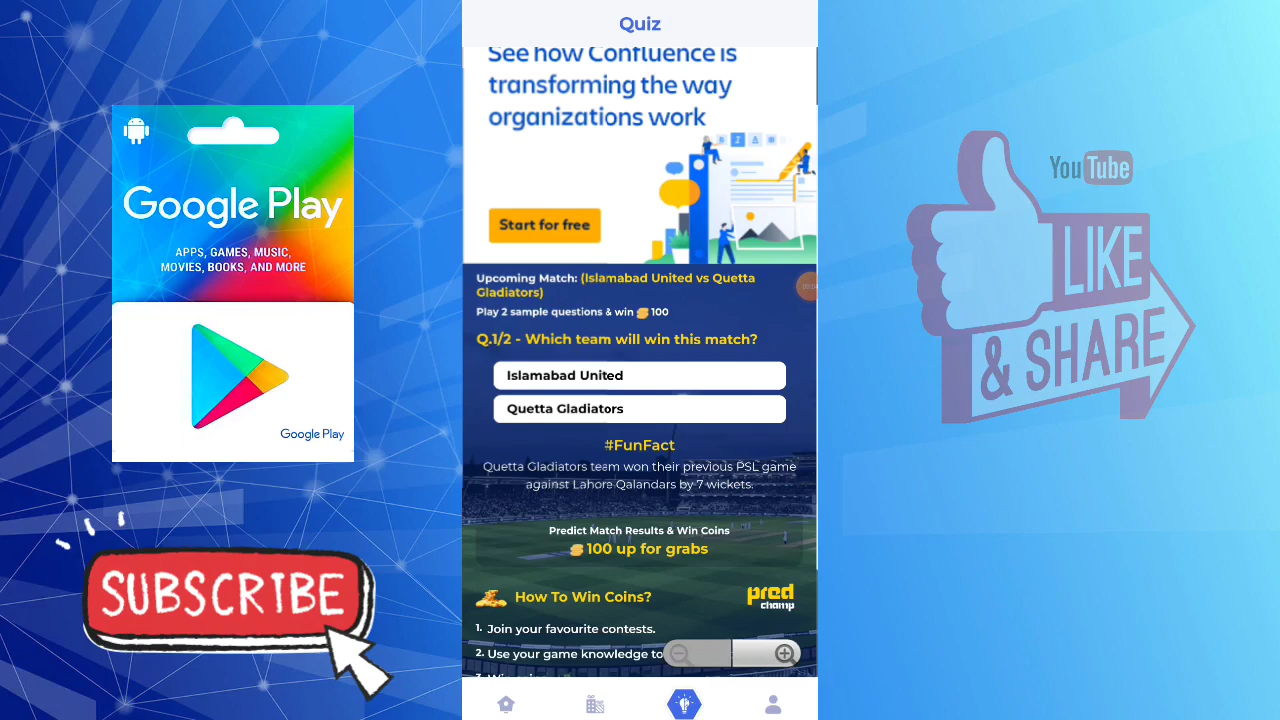 Quiz
See how Confluence is
transforming the way
organizations work
Start for free
Upcoming Match: (Islamabad United vs Quetta
Gladiators)
Play 2 sample questions & win 100
Q.1/2 - Which team will win this match?
Islamabad United
Quetta Gladiators
#FunFact
Quetta Gladiators team won their previous PSL game
against Lahore Qalandars by 7 wickets.
Predict Match Results & Win Coins
100 up for grabs
How To Win Coins?
pred
champ
1. Join your favourite contests.
2. Use your game knowledge to
Google Play
APPS, GAMES, MUSIC,
MOVIES, BOOKS, AND MORE
Google Play
SUBSCRIBE
YouTube
LIKE
& SHARE